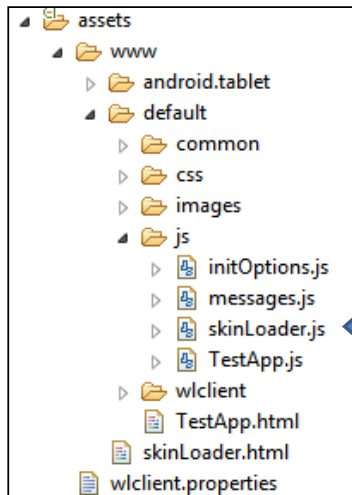 assets
www
android.tablet
default
common
css
images
js
initOptions.js
messages.js
skinLoader.js
TestApp.js
wlclient
TestApp.html
skinLoader.html
wlclient.properties